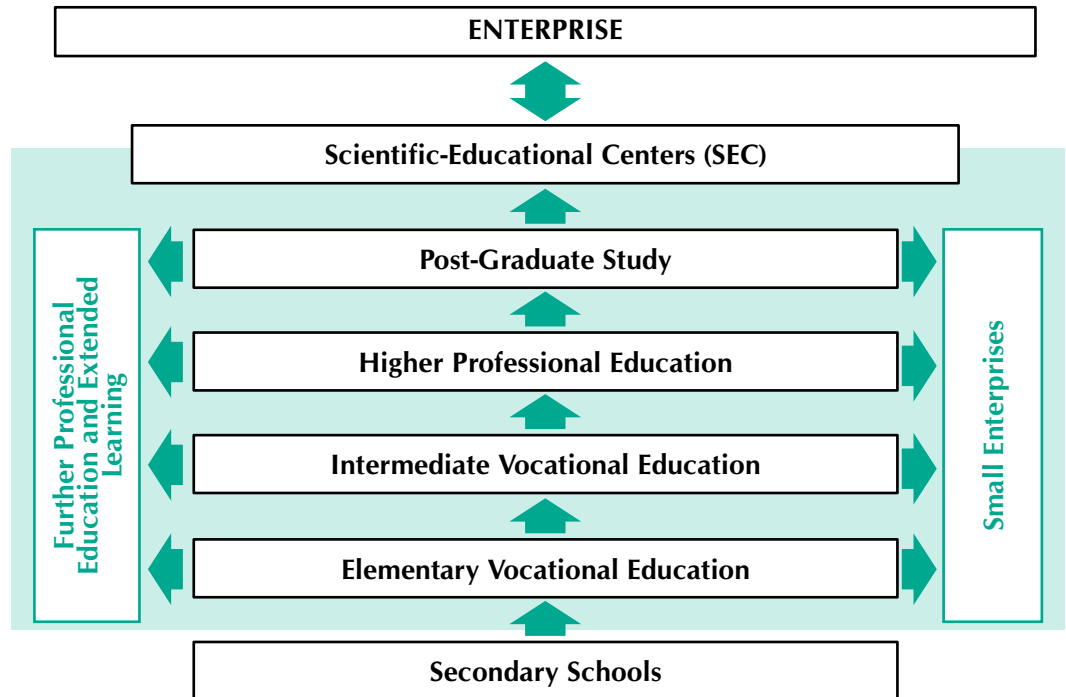 ENTERPRISE
Scientific-Educational Centers (SEC)
Further Professional
Education and Extended
Learning
Post-Graduate Study
Higher Professional Education
Intermediate Vocational Education
Elementary Vocational Education
Small Enterprises
Secondary Schools